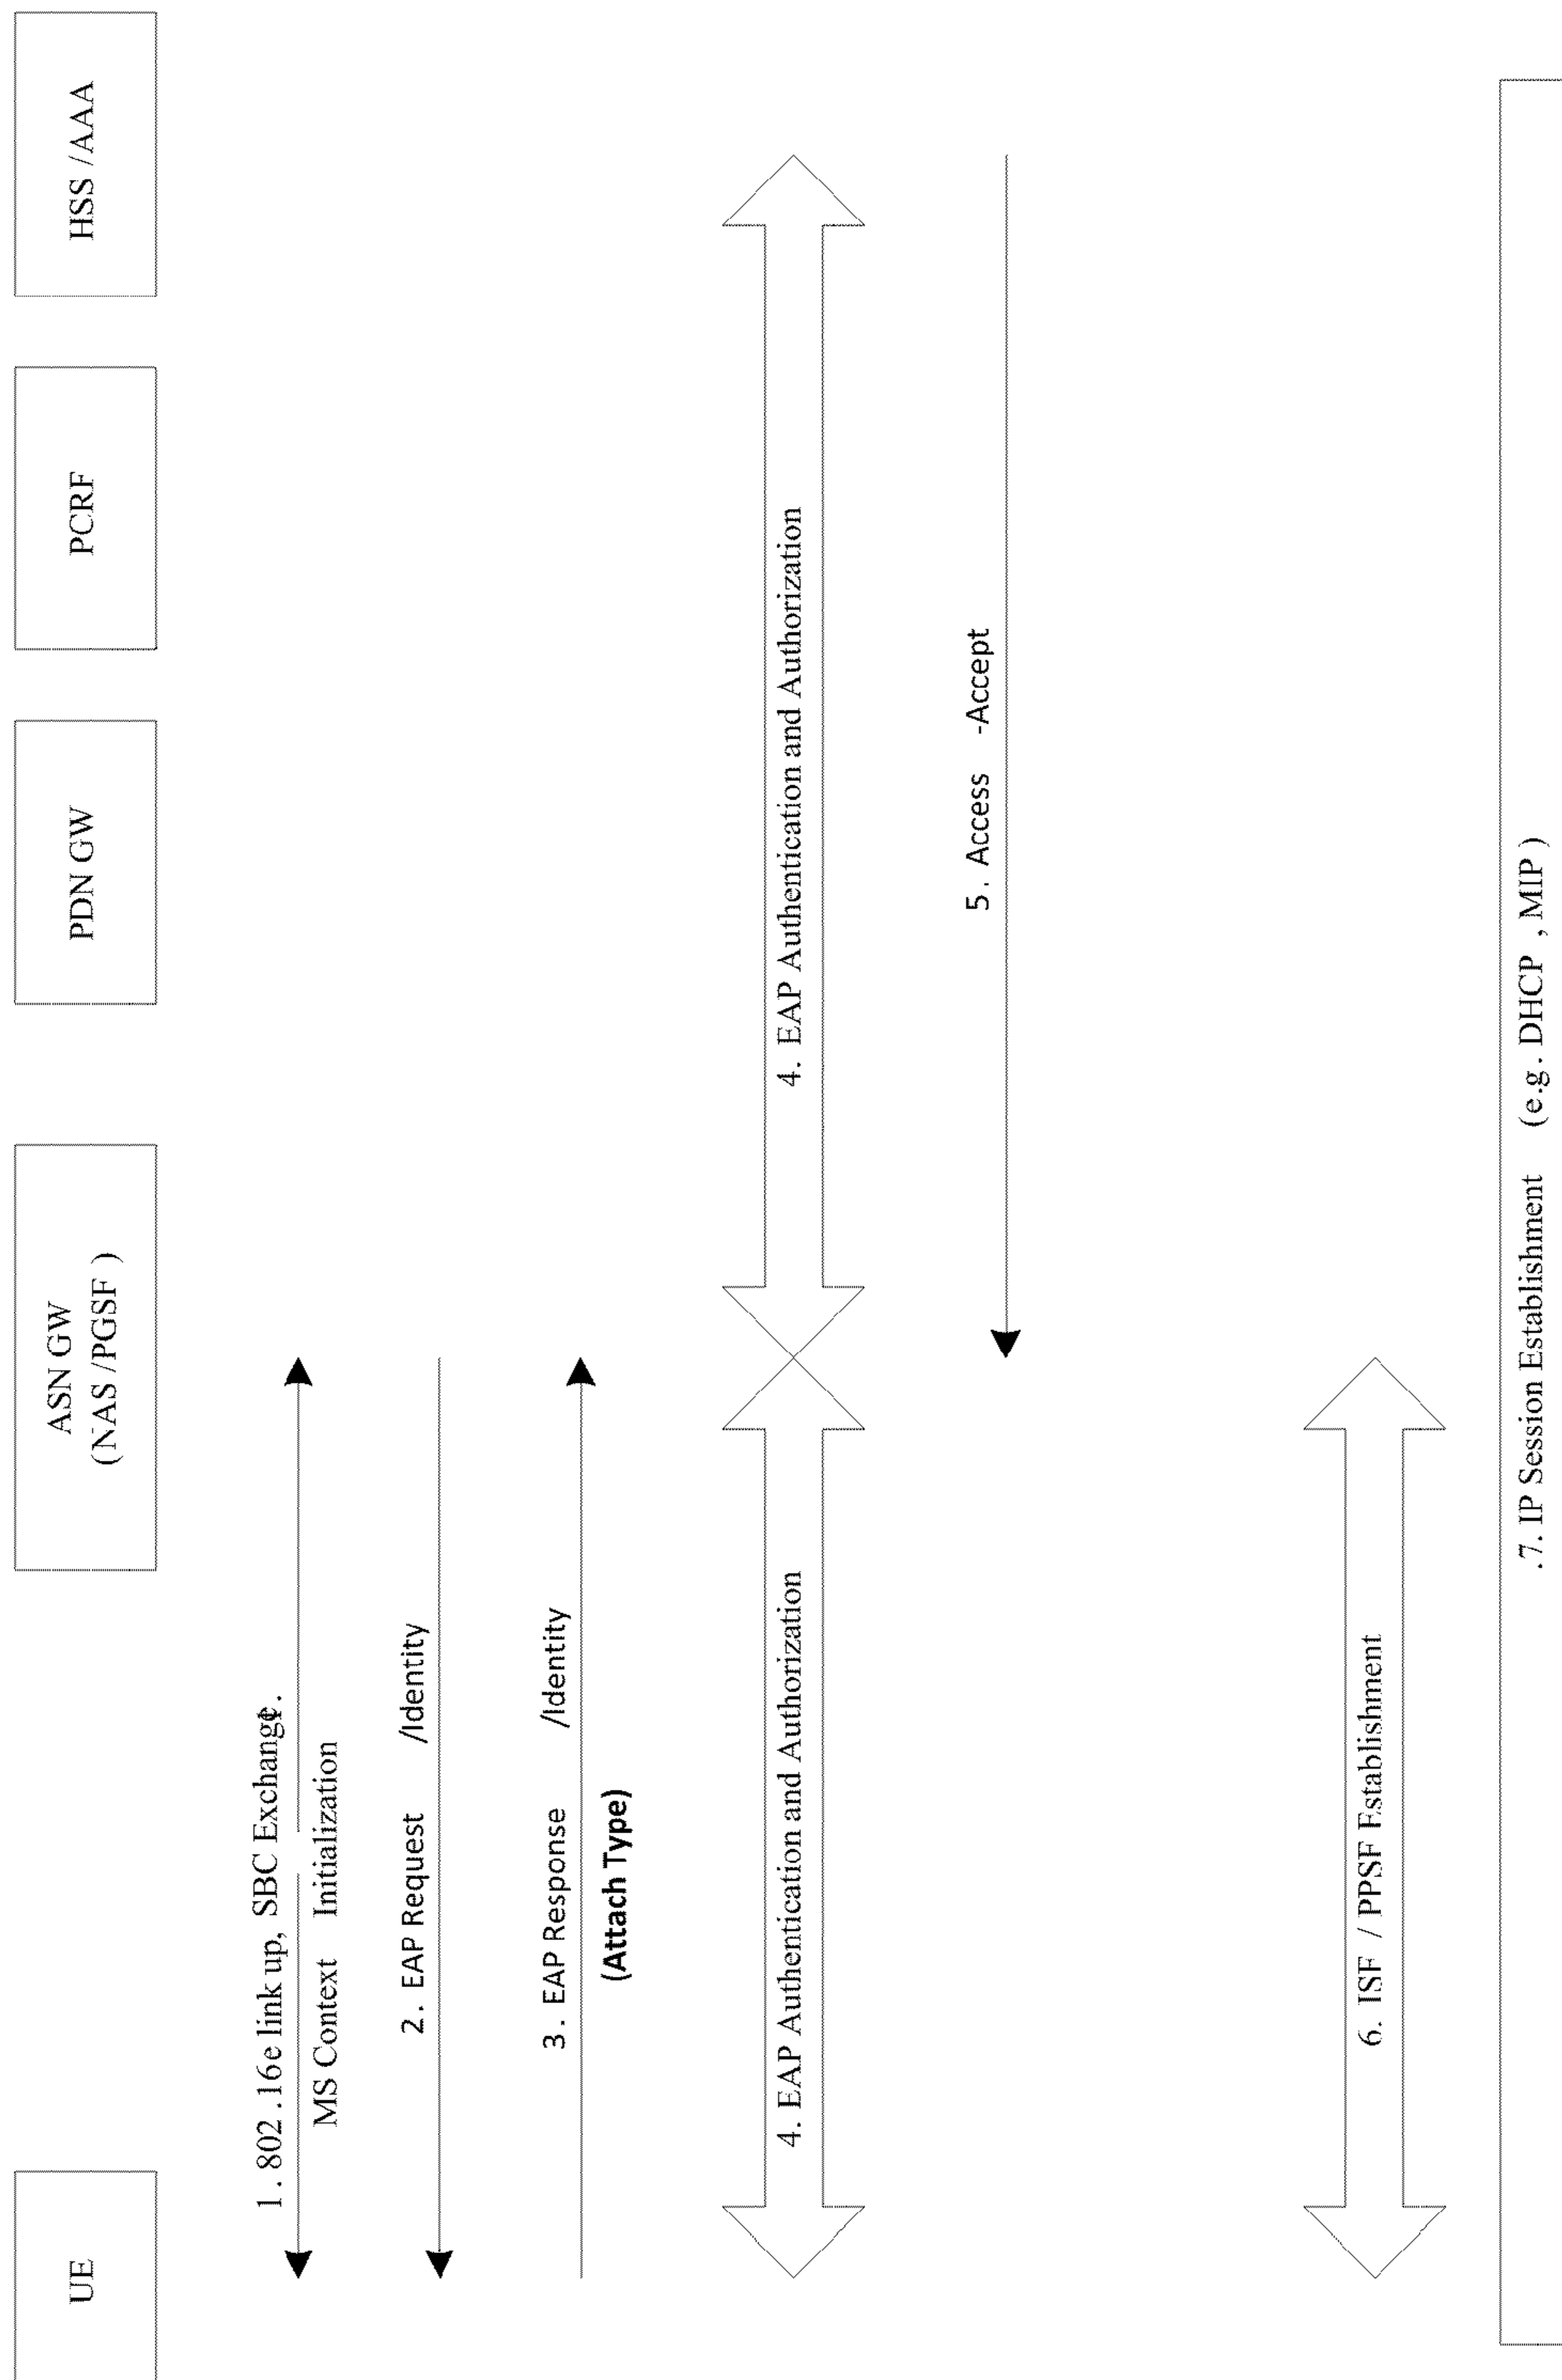 UE
ASN GW
(NAS /PGSF )
PDN GW
PCRF
HSS /AAA
1 . 802 .16e link up, SBC Exchange .
MS Context Initialization
2 . EAP Request /Identity
3 . EAP Response /Identity
(Attach Type)
4 . EAP Authentication and Authorization
4 . EAP Authentication and Authorization
5 . Access -Accept
6 . ISF / PPSF Establishment
.7. IP Session Establishment (e.g . DHCP , MIP )